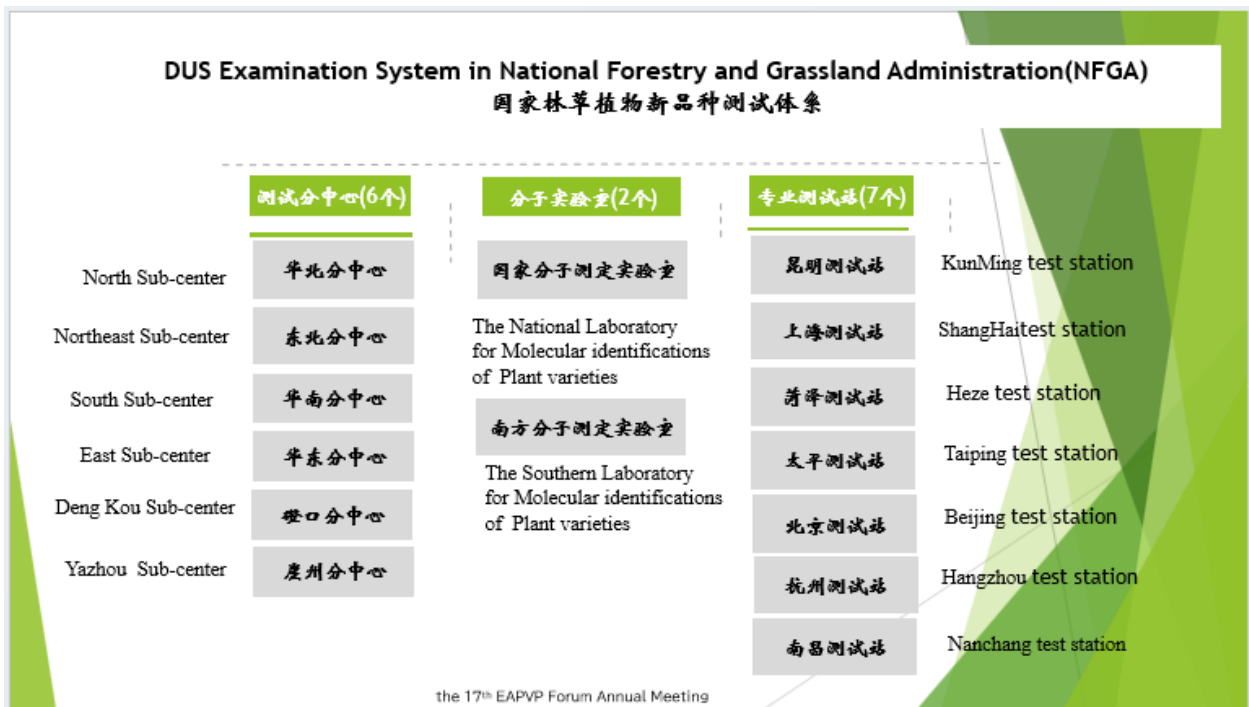 DUS Examination System in National Forestry and Grassland Administration(NFGA)
国家林草植物新品种测试体系
测试分中心(6个)
North Sub-center
华北分中心
Northeast Sub-center
东北分中心
South Sub-center
华南分中心
East Sub-center
华东分中心
Deng Kou Sub-center
磴口分中心
Yazhou Sub-center
崖州分中心
分子实验室(2个)
国家分子测定实验室
The National Laboratory
for Molecular identifications
of Plant varieties
南方分子测定实验室
The Southern Laboratory
for Molecular identifications
of Plant varieties
专业测试站(7个)
昆明测试站
KunMing test station
上海测试站
ShangHaitest station
菏泽测试站
Heze test station
太平测试站
Taiping test station
北京测试站
Beijing test station
杭州测试站
Hangzhou test station
南昌测试站
Nanchang test station
the 17th EAPVP Forum Annual Meeting